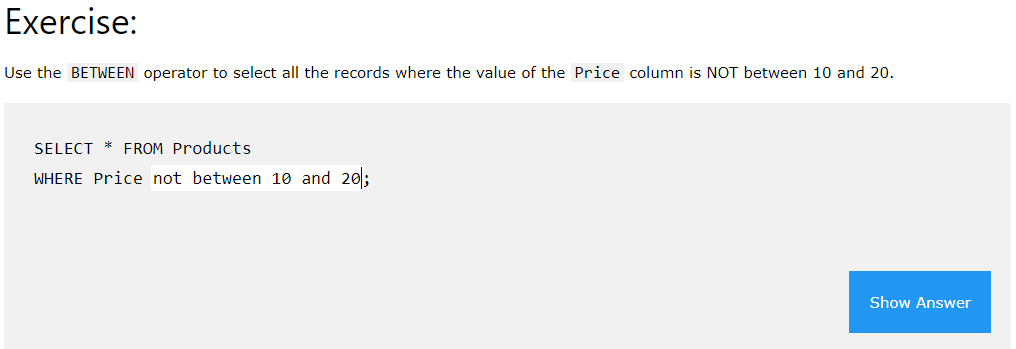 Exercise:
Use the BETWEEN operator to select all the records where the value of the Price column is NOT between 10 and 20.
SELECT * FROM Products
WHERE Price not between 10 and 20;
Show Answer